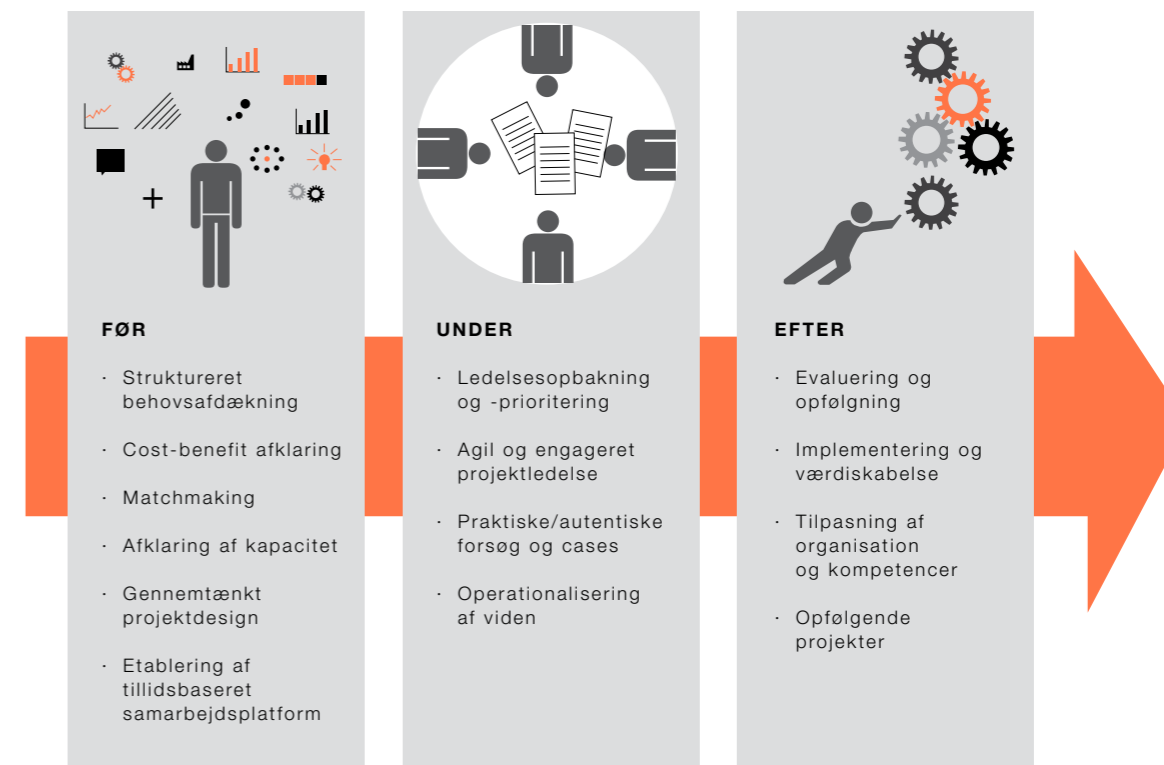 FØR
· Struktureret
behovsafdækning
· Cost-benefit afklaring
· Matchmaking
· Afklaring af kapacitet
· Gennemtænkt
projektdesign
· Etablering af
tillidsbaseret
samarbejdsplatform
UNDER
· Ledelsesopbakning
og -prioritering
· Agil og engageret
projektledelse
· Praktiske/autentiske
forsøg og cases
· Operationalisering
af viden
EFTER
· Evaluering og
opfølgning
· Implementering og
værdiskabelse
· Tilpasning af
organisation
og kompetencer
· Opfølgende
projekter